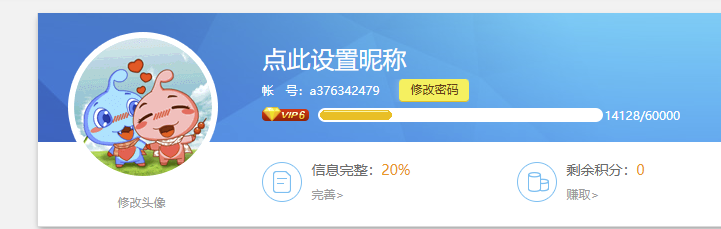 点此设置昵称
帐 号：a376342479 修改密码
VIP6 14128/60000
信息完整：20%
完善>
剩余积分：0
赚取>
修改头像